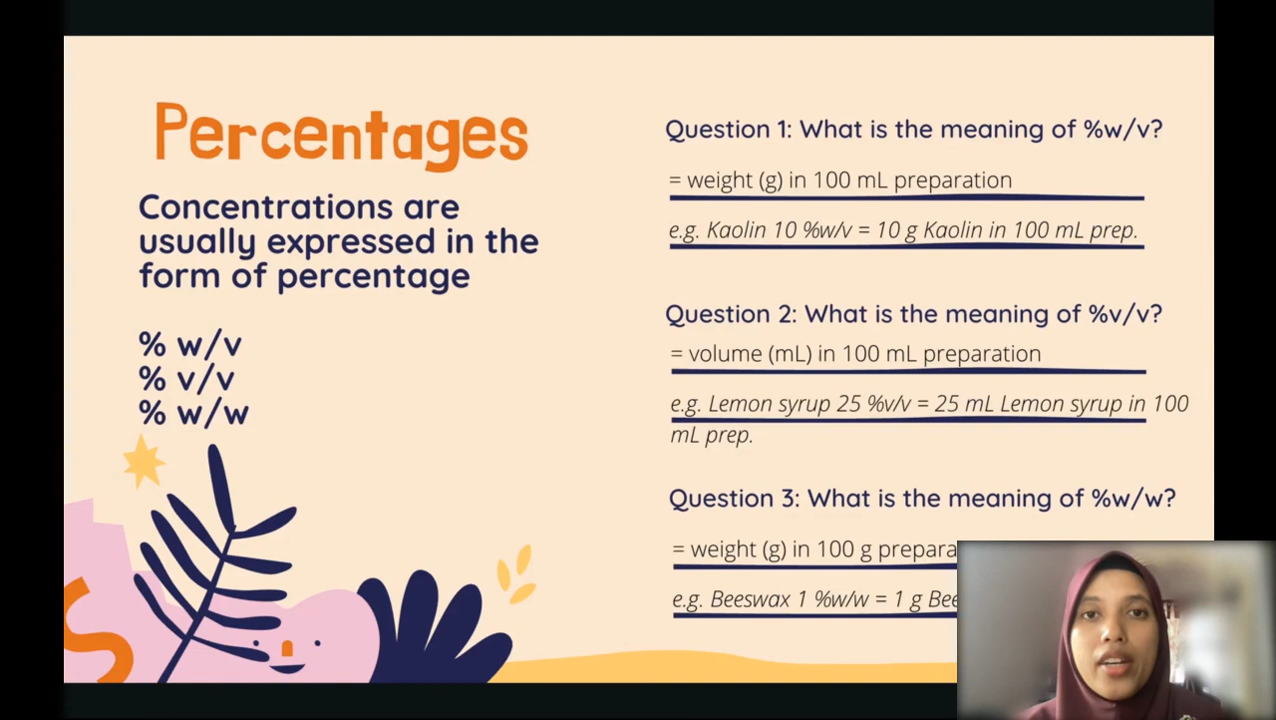 Percentages
Concentrations are
usually expressed in the
form of percentage
% w/v
% v/v
% w/w
Question 1: What is the meaning of %w/v?
= weight (g) in 100 mL preparation
e.g. Kaolin 10 %w/v = 10 g Kaolin in 100 mL prep.
Question 2: What is the meaning of %v/v?
= volume (mL) in 100 mL preparation
e.g. Lemon syrup 25 %v/v = 25 mL Lemon syrup in 100
mL prep.
Question 3: What is the meaning of %w/w?
= weight (g) in 100 g
e.g. Beeswax 1 %w/w = 1 g